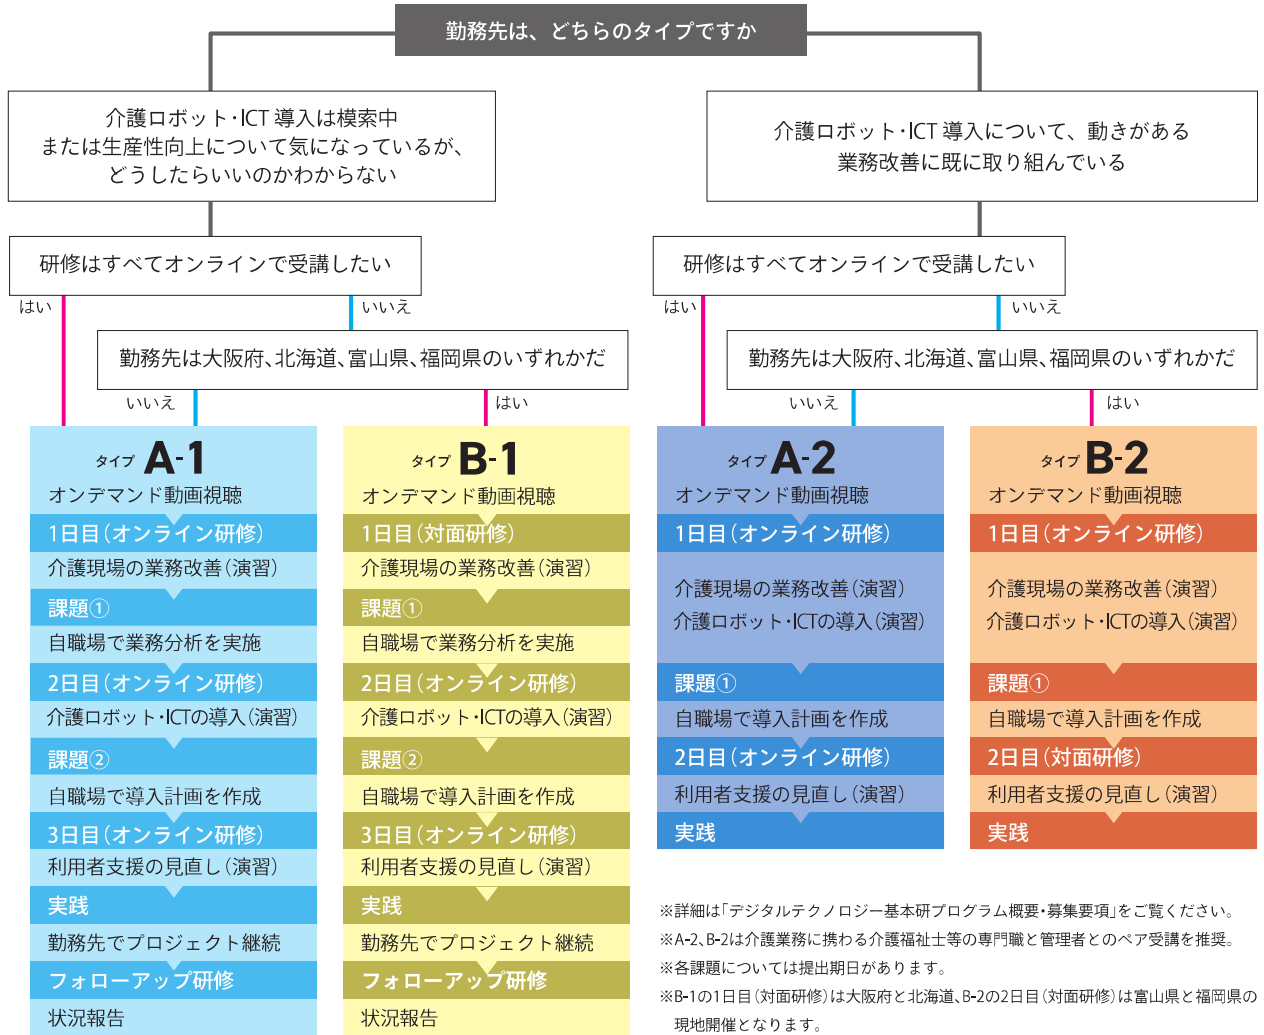 勤務先は、どちらのタイプですか
介護ロボット・ICT 導入は模索中
または生産性向上について気になっているが、
どうしたらいいのかわからない
研修はすべてオンラインで受講したい
はい
いいえ
勤務先は大阪府、北海道、富山県、福岡県のいずれかだ
いいえ
はい
介護ロボット・ICT 導入について、動きがある
業務改善に既に取り組んでいる
研修はすべてオンラインで受講したい
はい
いいえ
勤務先は大阪府、北海道、富山県、福岡県のいずれかだ
いいえ
はい
タイプ A-1
オンデマンド動画視聴
1日目(オンライン研修)
介護現場の業務改善(演習)
課題①
自職場で業務分析を実施
2日目(オンライン研修)
介護ロボット・ICTの導入(演習)
課題②
自職場で導入計画を作成
3日目(オンライン研修)
利用者支援の見直し(演習)
実践
勤務先でプロジェクト継続
フォローアップ研修
状況報告
タイプ B-1
オンデマンド動画視聴
1日目(対面研修)
介護現場の業務改善(演習)
課題①
自職場で業務分析を実施
2日目(オンライン研修)
介護ロボット・ICTの導入(演習)
課題②
自職場で導入計画を作成
3日目(オンライン研修)
利用者支援の見直し(演習)
実践
勤務先でプロジェクト継続
フォローアップ研修
状況報告
タイプ A-2
オンデマンド動画視聴
1日目(オンライン研修)
介護現場の業務改善(演習)
介護ロボット・ICTの導入(演習)
課題①
自職場で導入計画を作成
2日目(オンライン研修)
利用者支援の見直し(演習)
実践
タイプ B-2
オンデマンド動画視聴
1日目(オンライン研修)
介護現場の業務改善(演習)
介護ロボット・ICTの導入(演習)
課題①
自職場で導入計画を作成
2日目(対面研修)
利用者支援の見直し(演習)
実践
※詳細は「デジタルテクノロジー基本研プログラム概要・募集要項」をご覧ください。
※A-2、B-2は介護業務に携わる介護福祉士等の専門職と管理者とのペア受講を推奨。
※各課題については提出期日があります。
※B-1の1日目(対面研修)は大阪府と北海道、B-2の2日目(対面研修)は富山県と福岡県の
現地開催となります。